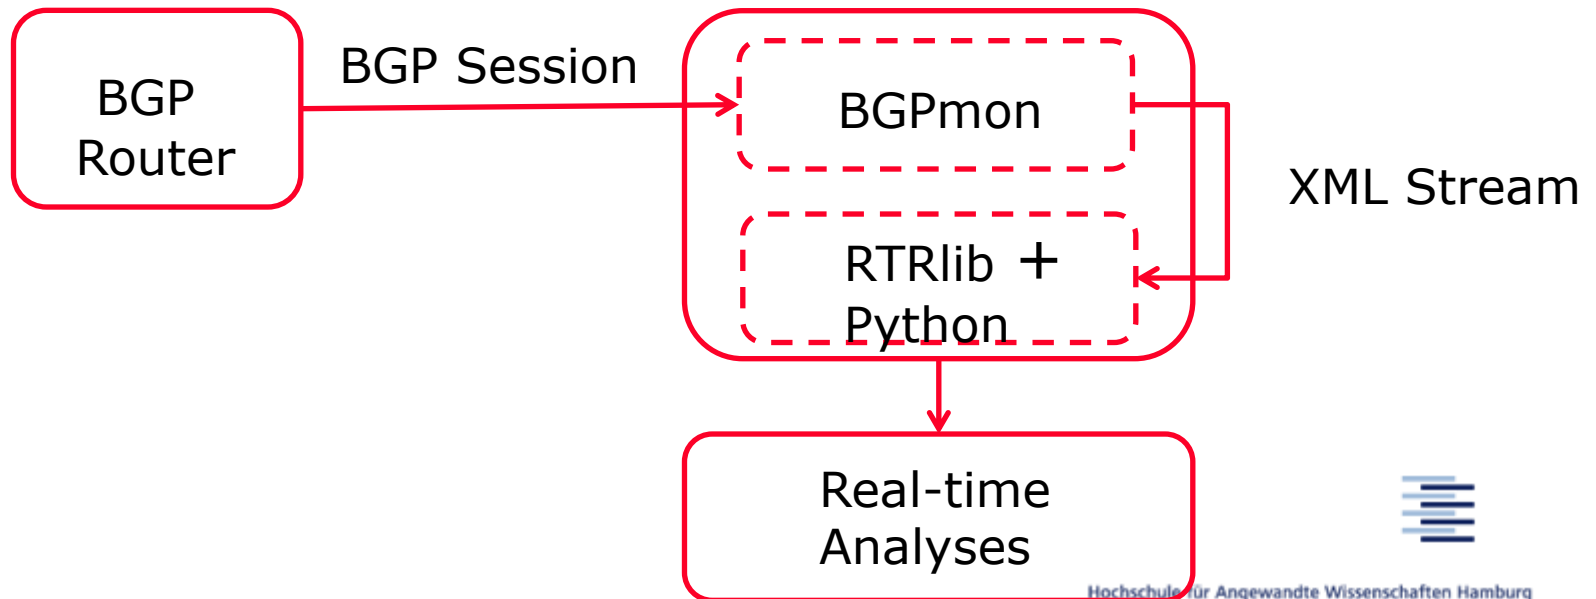 BGP
Router
BGP Session
BGPmon
XML Stream
RTRlib +
Python
Real-time
Analyses
Hochschule für Angewandte Wissenschaften Hamburg